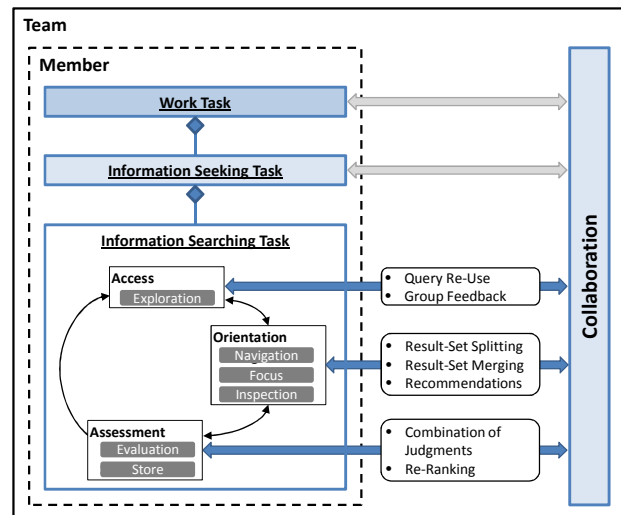 Team
Member
Work Task
Information Seeking Task
Information Searching Task
Access
Exploration
Orientation
Navigation
Focus
Inspection
Assessment
Evaluation
Store
• Query Re-Use
• Group Feedback
• Result-Set Splitting
• Result-Set Merging
• Recommendations
• Combination of
Judgments
• Re-Ranking
Collaboration